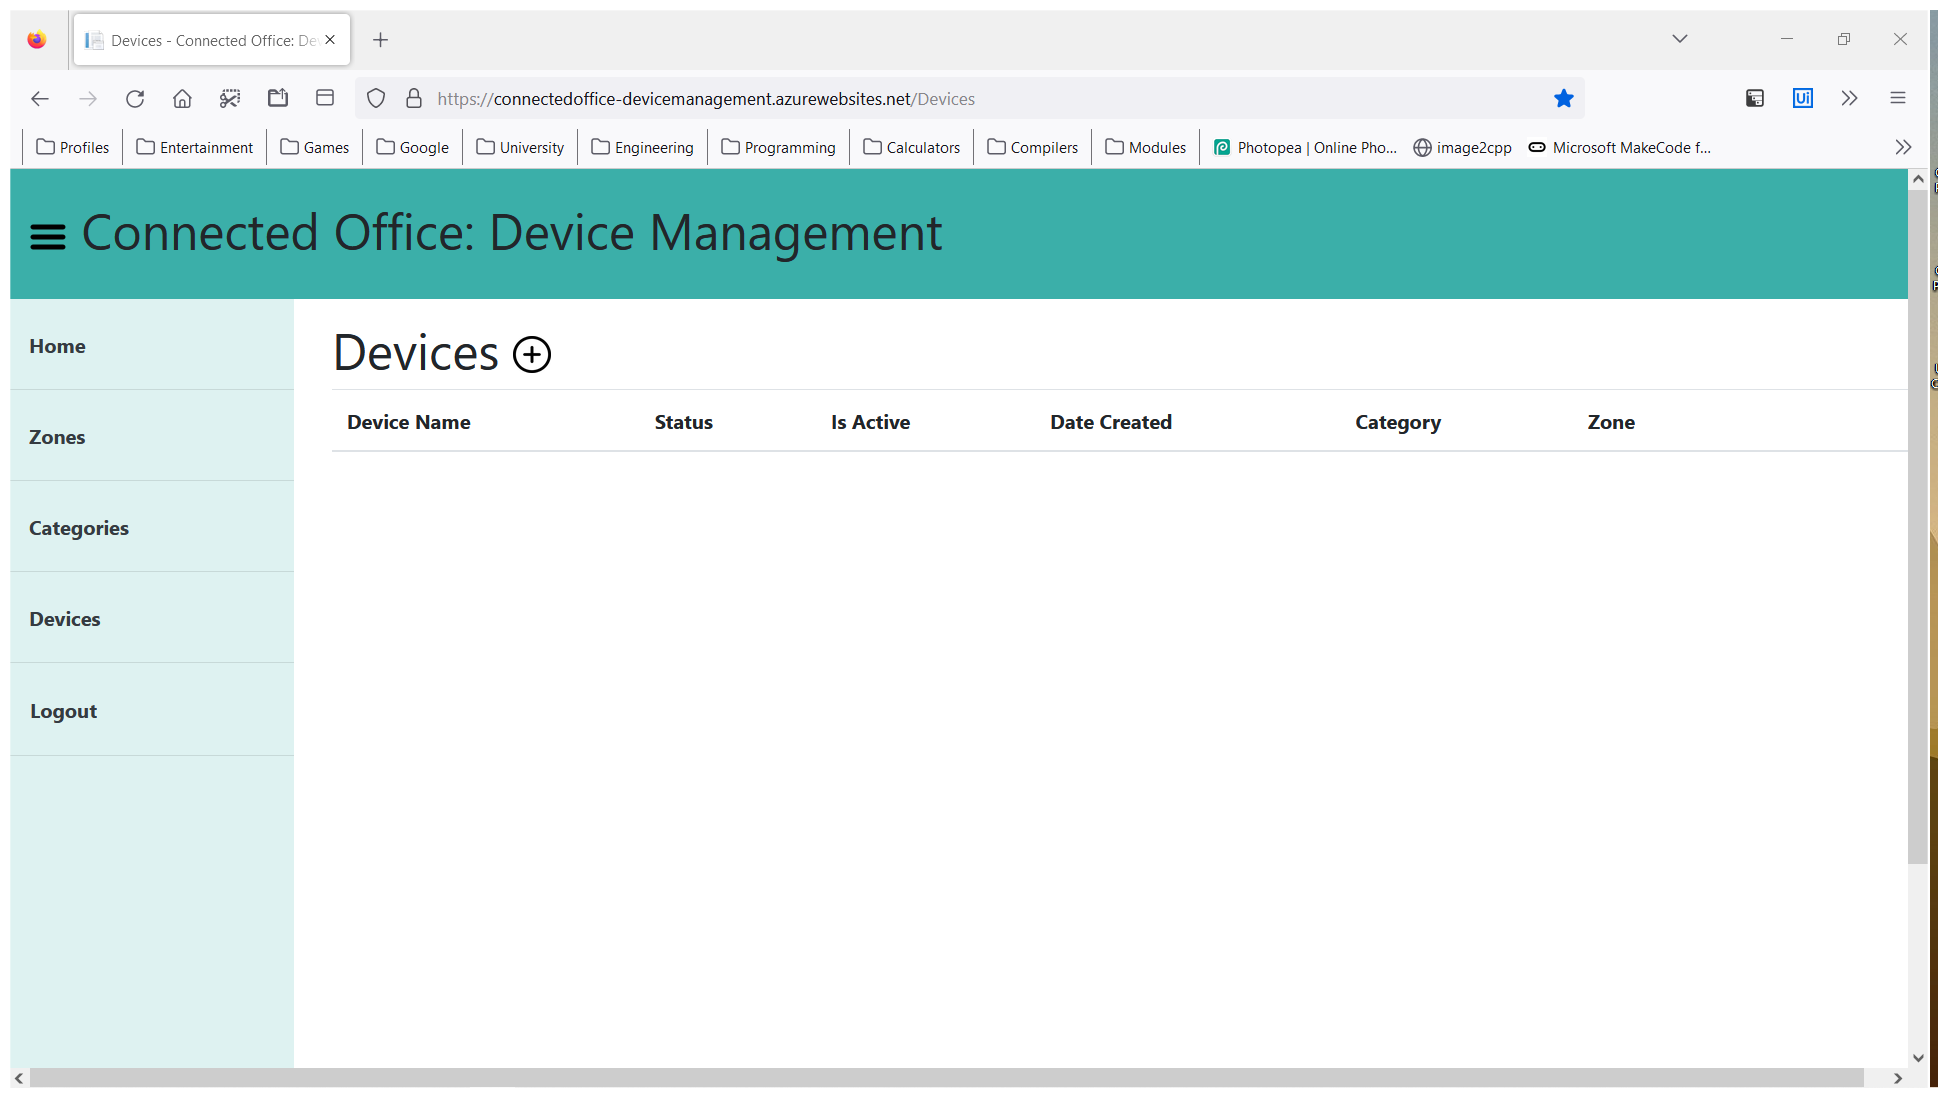 Devices - Connected Office: De
https://connectedoffice-devicemanagement.azurewebsites.net/Devices
Ui
Profiles Entertainment Games Google University Engineering Programming Calculators Compilers Modules Photopea | Online Pho... image2cpp Microsoft MakeCode f...
Connected Office: Device Management
Home
Zones
Categories
Devices
Logout
Devices
Device Name Status Is Active Date Created Category Zone